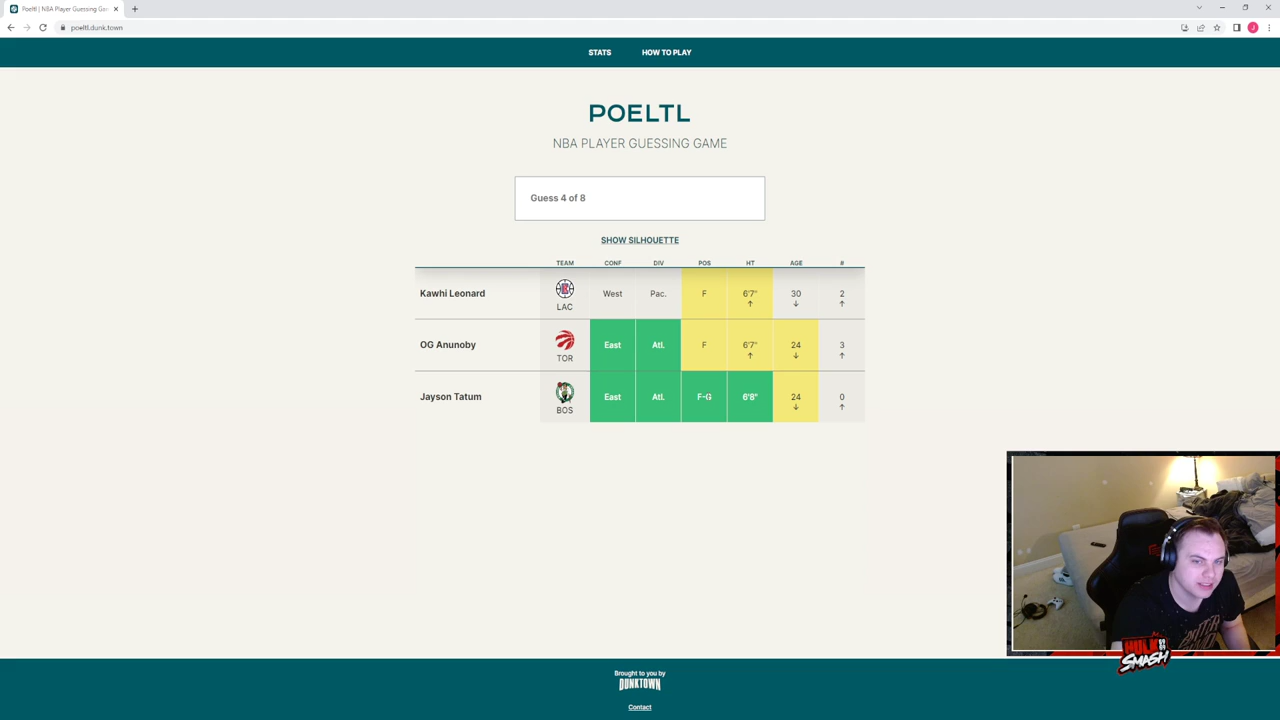 Poeltl | NBA Player Guessing Ga
poeltl.dunk.town
J
STATS
HOW TO PLAY
POELTL
NBA PLAYER GUESSING GAME
Guess 4 of 8
SHOW SILHOUETTE
TEAM CONF DIV POS HT AGE #
Kawhi Leonard LAC West Pac. F 6'7" ↑ 30 ↓ 2 ↑
OG Anunoby TOR East Atl. F 6'7" ↑ 24 ↓ 3 ↑
Jayson Tatum BOS East Atl. F-G 6'8" 24 ↓ 0 ↑
HULK
SMASH
Brought to you by
DUNKTOWN
Contact